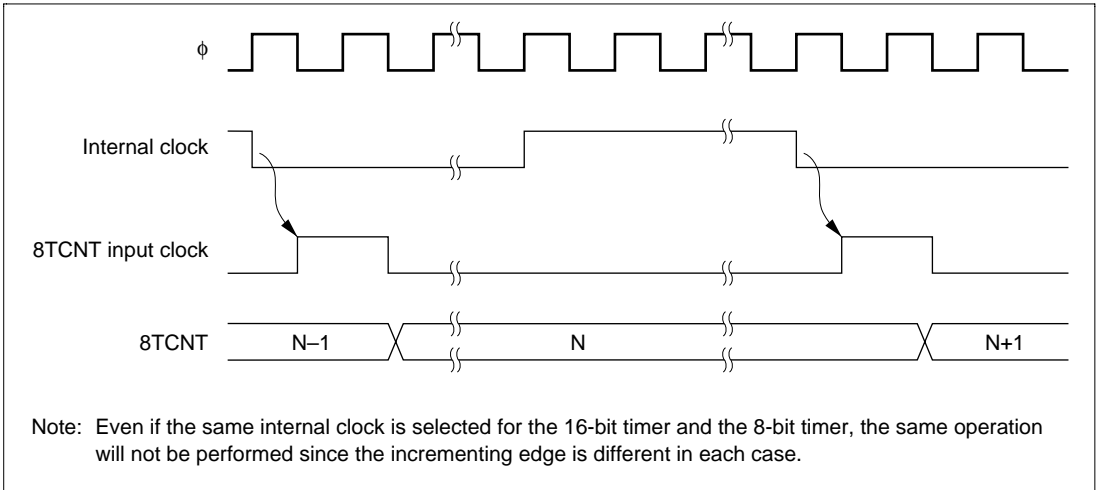 ϕ
Internal clock
8TCNT input clock
8TCNT
N–1
N
N+1
Note: Even if the same internal clock is selected for the 16-bit timer and the 8-bit timer, the same operation
will not be performed since the incrementing edge is different in each case.